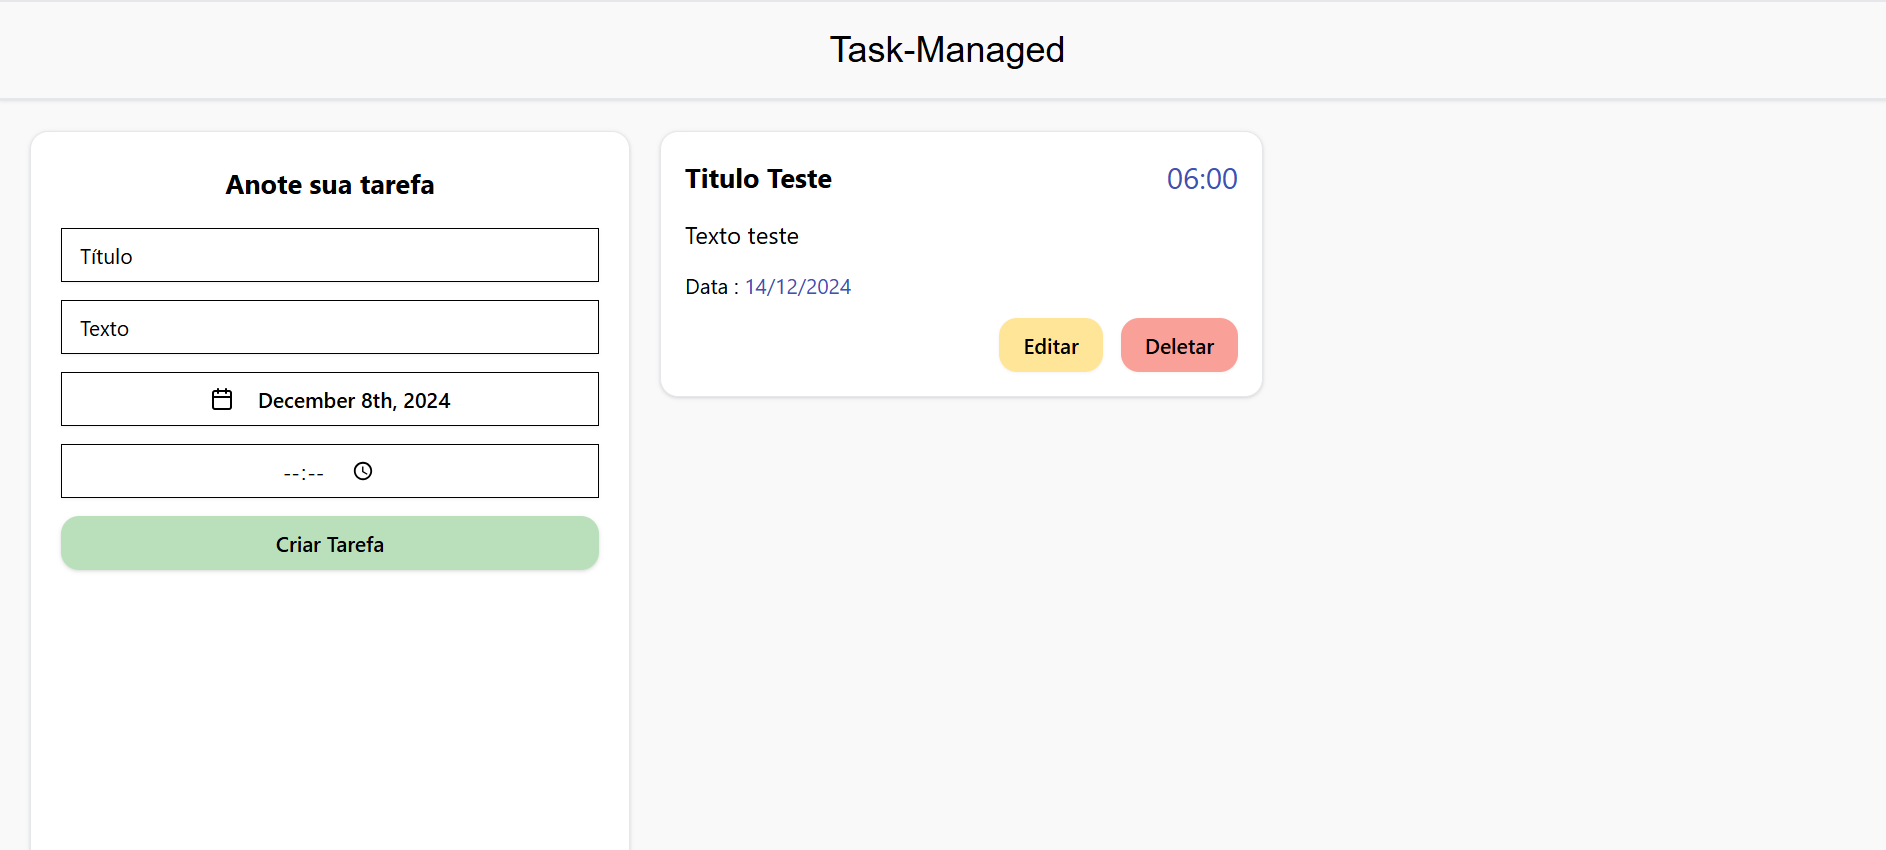 Task-Managed
Anote sua tarefa
Título
Texto
December 8th, 2024
--:--
Criar Tarefa
Titulo Teste
06:00
Texto teste
Data : 14/12/2024
Editar
Deletar